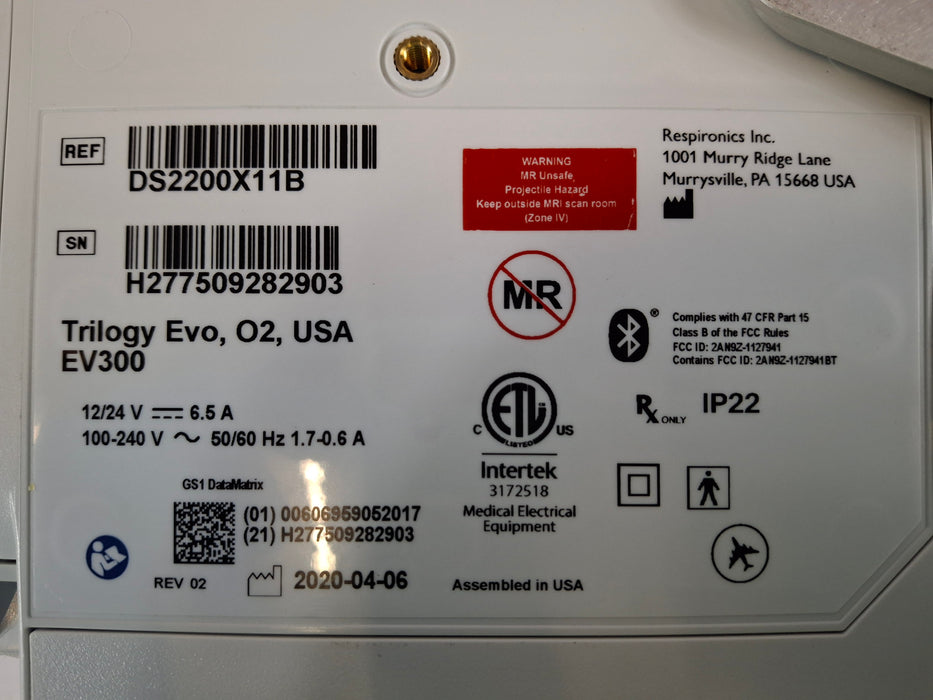 REF
DS2200X11B
SN
H277509282903
Trilogy Evo, O2, USA
EV300
12/24 V ⎓ 6.5 A
100-240 V ~ 50/60 Hz 1.7-0.6 A
GS1 DataMatrix
(01) 00606959052017
(21) H277509282903
REV 02
2020-04-06
WARNING
MR Unsafe
Projectile Hazard
Keep outside MRI scan room
(Zone IV)
MR
C ETL US
LISTED
Intertek
3172518
Medical Electrical
Equipment
Assembled in USA
Respironics Inc.
1001 Murry Ridge Lane
Murrysville, PA 15668 USA
®
Complies with 47 CFR Part 15
Class B of the FCC Rules
FCC ID: 2AN9Z-1127941
Contains FCC ID: 2AN9Z-1127941BT
Rx ONLY IP22